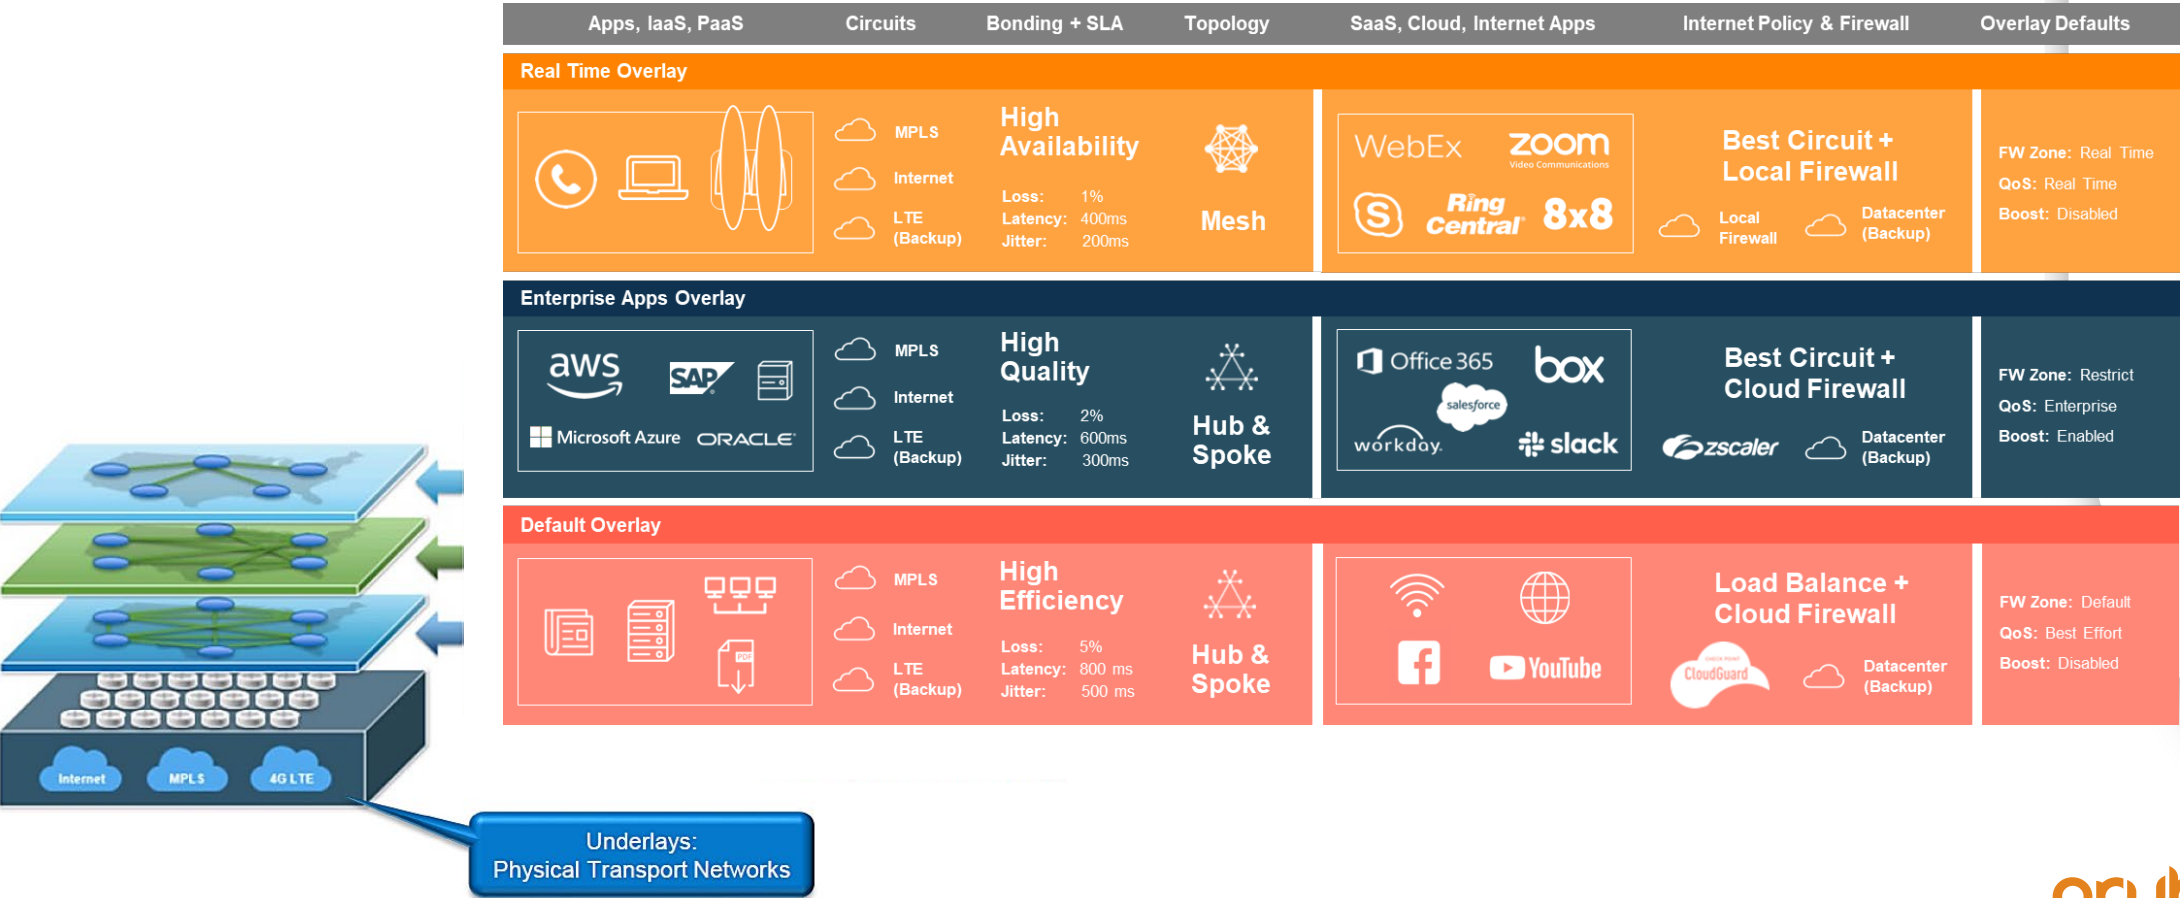 Apps, IaaS, PaaS
Circuits
Bonding + SLA
Topology
SaaS, Cloud, Internet Apps
Internet Policy & Firewall
Overlay Defaults
Real Time Overlay
MPLS
Internet
LTE
(Backup)
High
Availability
Loss: 1%
Latency: 400ms
Jitter: 200ms
Mesh
WebEx
zoom
Video Communications
S
Ring
Central
8x8
Best Circuit +
Local Firewall
Local
Firewall
Datacenter
(Backup)
FW Zone: Real Time
QoS: Real Time
Boost: Disabled
Enterprise Apps Overlay
aws
SAP
Microsoft Azure
ORACLE
MPLS
Internet
LTE
(Backup)
High
Quality
Loss: 2%
Latency: 600ms
Jitter: 300ms
Hub &
Spoke
Office 365
box
salesforce
workday.
slack
Best Circuit +
Cloud Firewall
zscaler
Datacenter
(Backup)
FW Zone: Restrict
QoS: Enterprise
Boost: Enabled
Default Overlay
PDF
MPLS
Internet
LTE
(Backup)
High
Efficiency
Loss: 5%
Latency: 800 ms
Jitter: 500 ms
Hub &
Spoke
f
YouTube
Load Balance +
Cloud Firewall
CHECK POINT
CloudGuard
Datacenter
(Backup)
FW Zone: Default
QoS: Best Effort
Boost: Disabled
Internet
MPLS
4G LTE
Underlays:
Physical Transport Networks